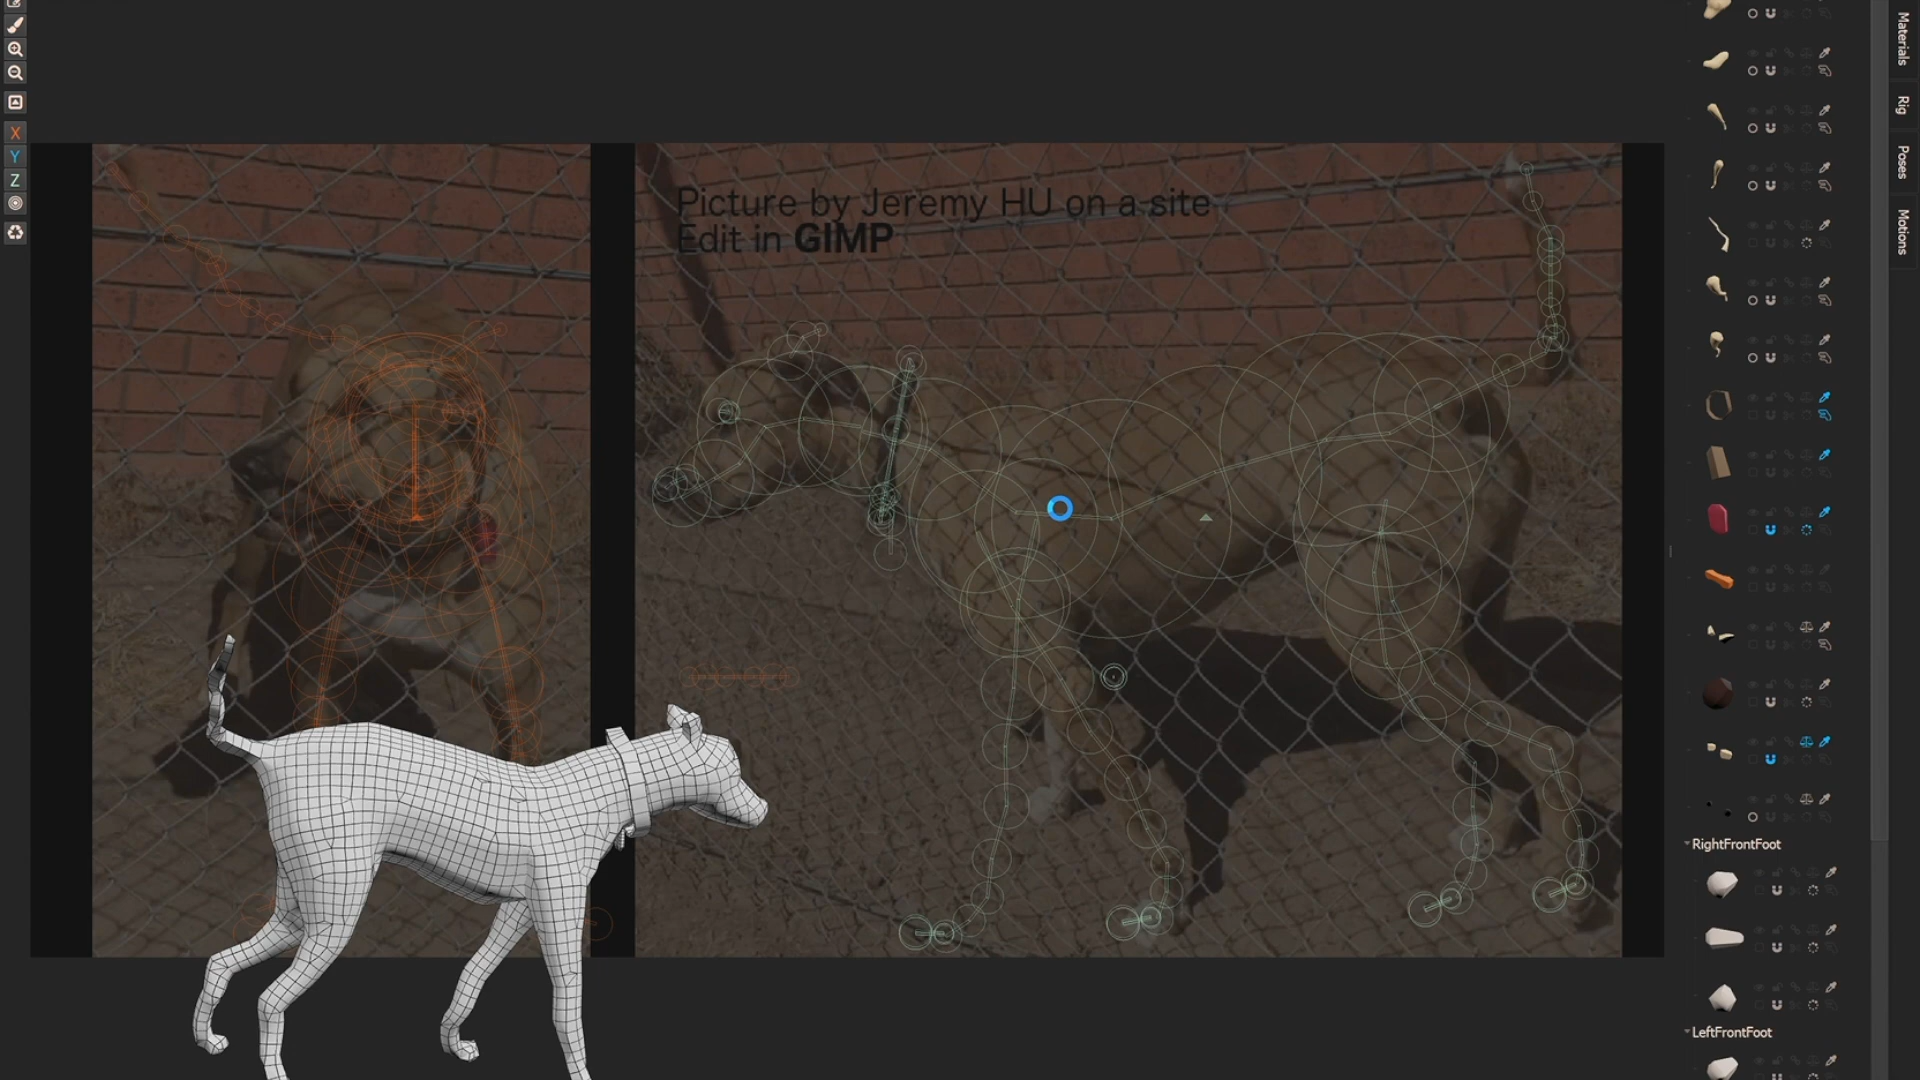 Picture by Jeremy HU on a site
Edit in GIMP
X
Y
Z
Materials
Rig
Poses
Motions
RightFrontFoot
LeftFrontFoot